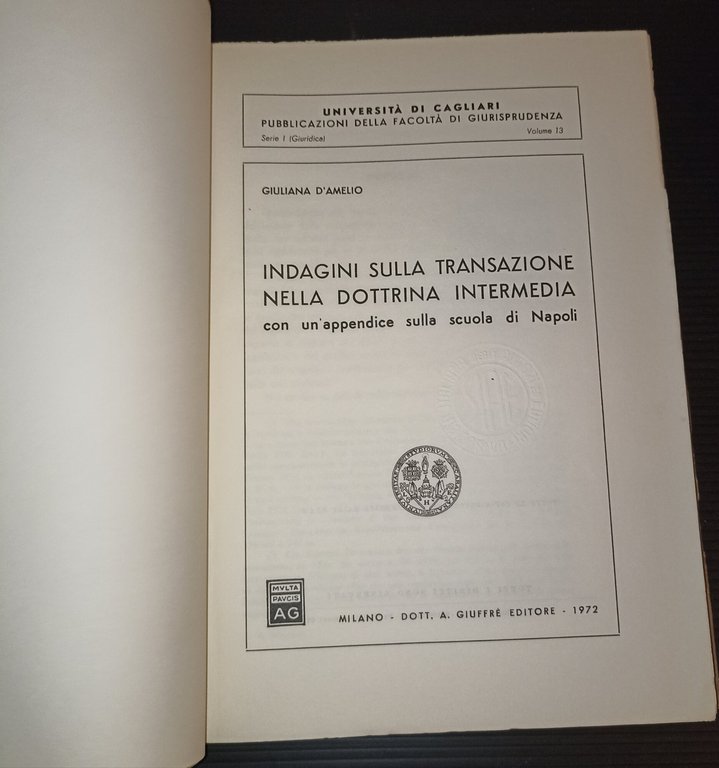 UNIVERSITÀ DI CAGLIARI
PUBBLICAZIONI DELLA FACOLTÀ DI GIURISPRUDENZA
Serie I (Giuridica) Volume 13
GIULIANA D'AMELIO
INDAGINI SULLA TRANSAZIONE
NELLA DOTTRINA INTERMEDIA
con un'appendice sulla scuola di Napoli
MVLTA
PAVCIS
AG
MILANO - DOTT. A. GIUFFRÈ EDITORE - 1972